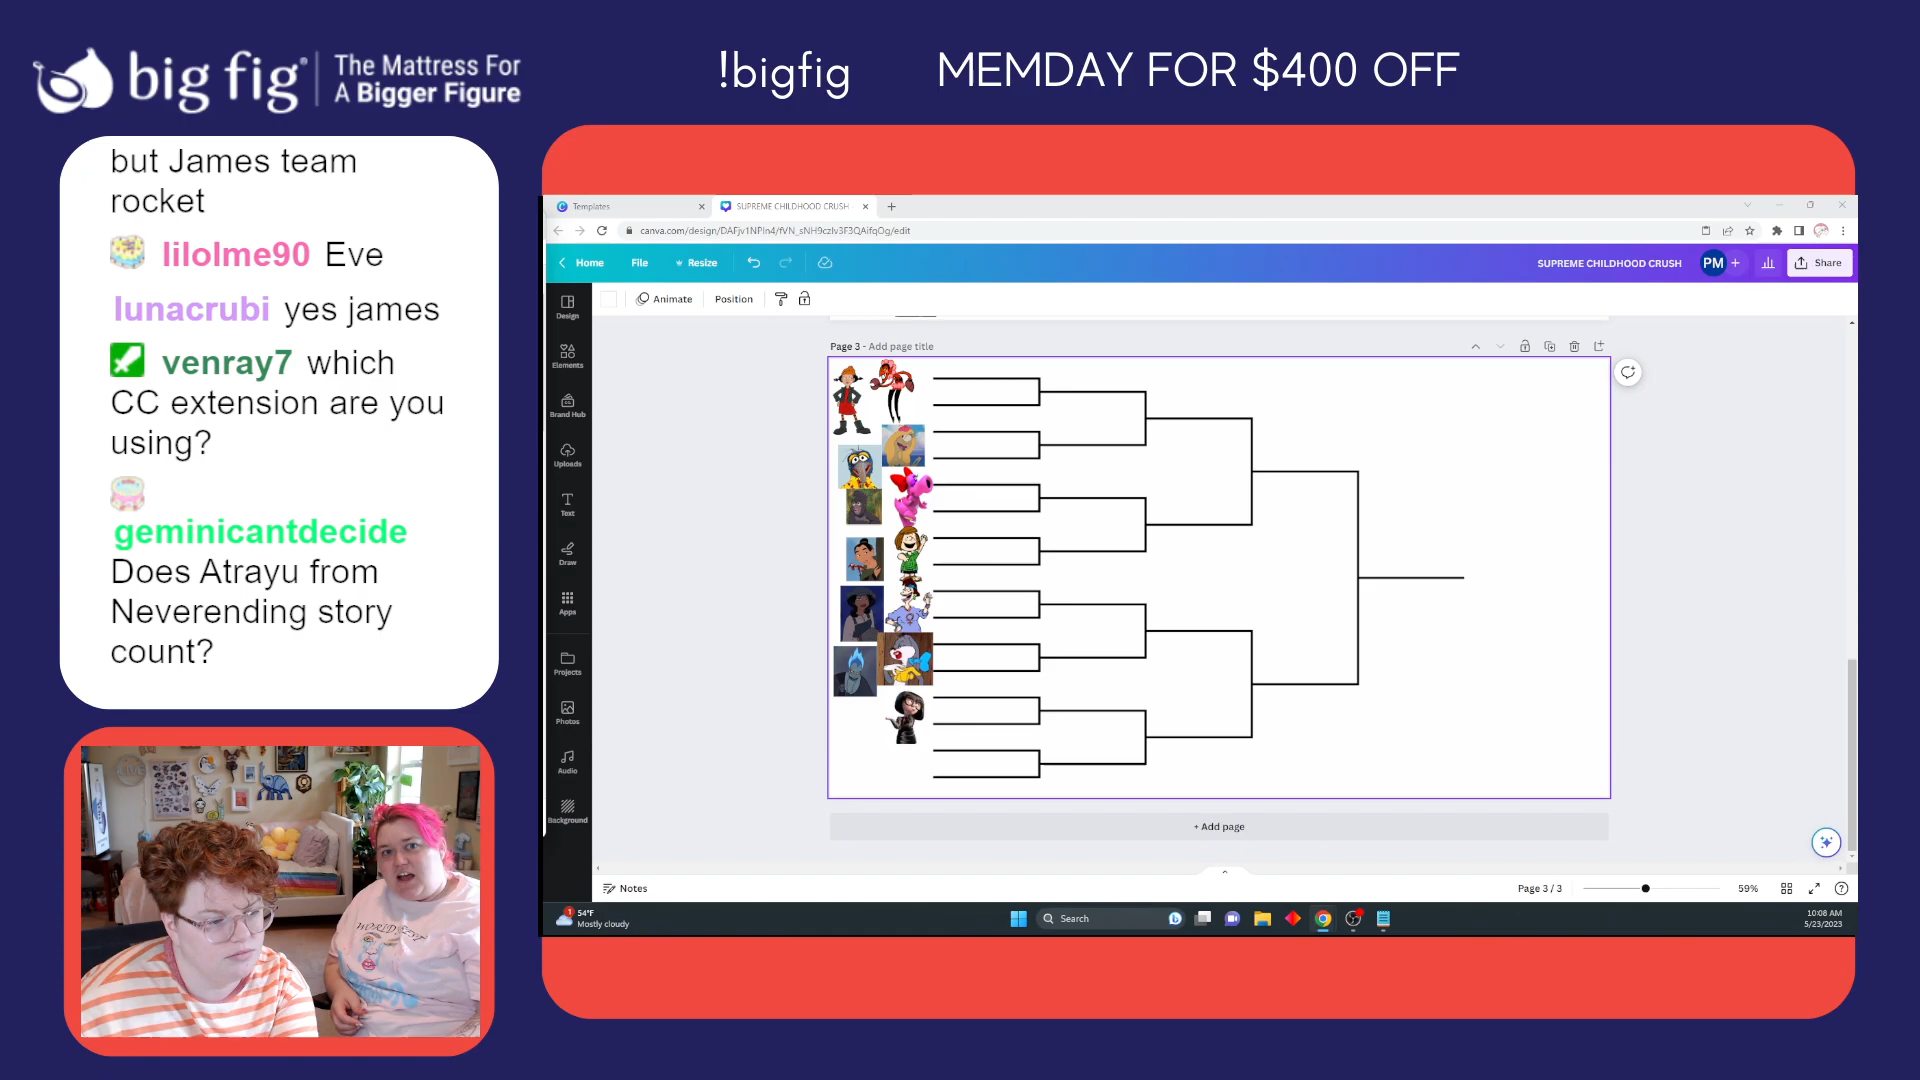 big fig
The Mattress For
A Bigger Figure
!bigfig
MEMDAY FOR $400 OFF
but James team
rocket
lilolme90 Eve
lunacrubi yes james
venray7 which
CC extension are you
using?
geminicantdecide
Does Atrayu from
Neverending story
count?
Templates
SUPREME CHILDHOOD CRUSH
canva.com/design/DAFjv1NPIn4/fVN_sNH9czIv3F3QAifqOg/edit
Home
File
Resize
SUPREME CHILDHOOD CRUSH
PM
Share
Animate
Position
Design
Elements
Brand Hub
Uploads
Text
Draw
Apps
Projects
Photos
Audio
Background
Page 3 - Add page title
+ Add page
Notes
Page 3 / 3
59%
1
54°F
Mostly cloudy
Search
10:08 AM
5/23/2023